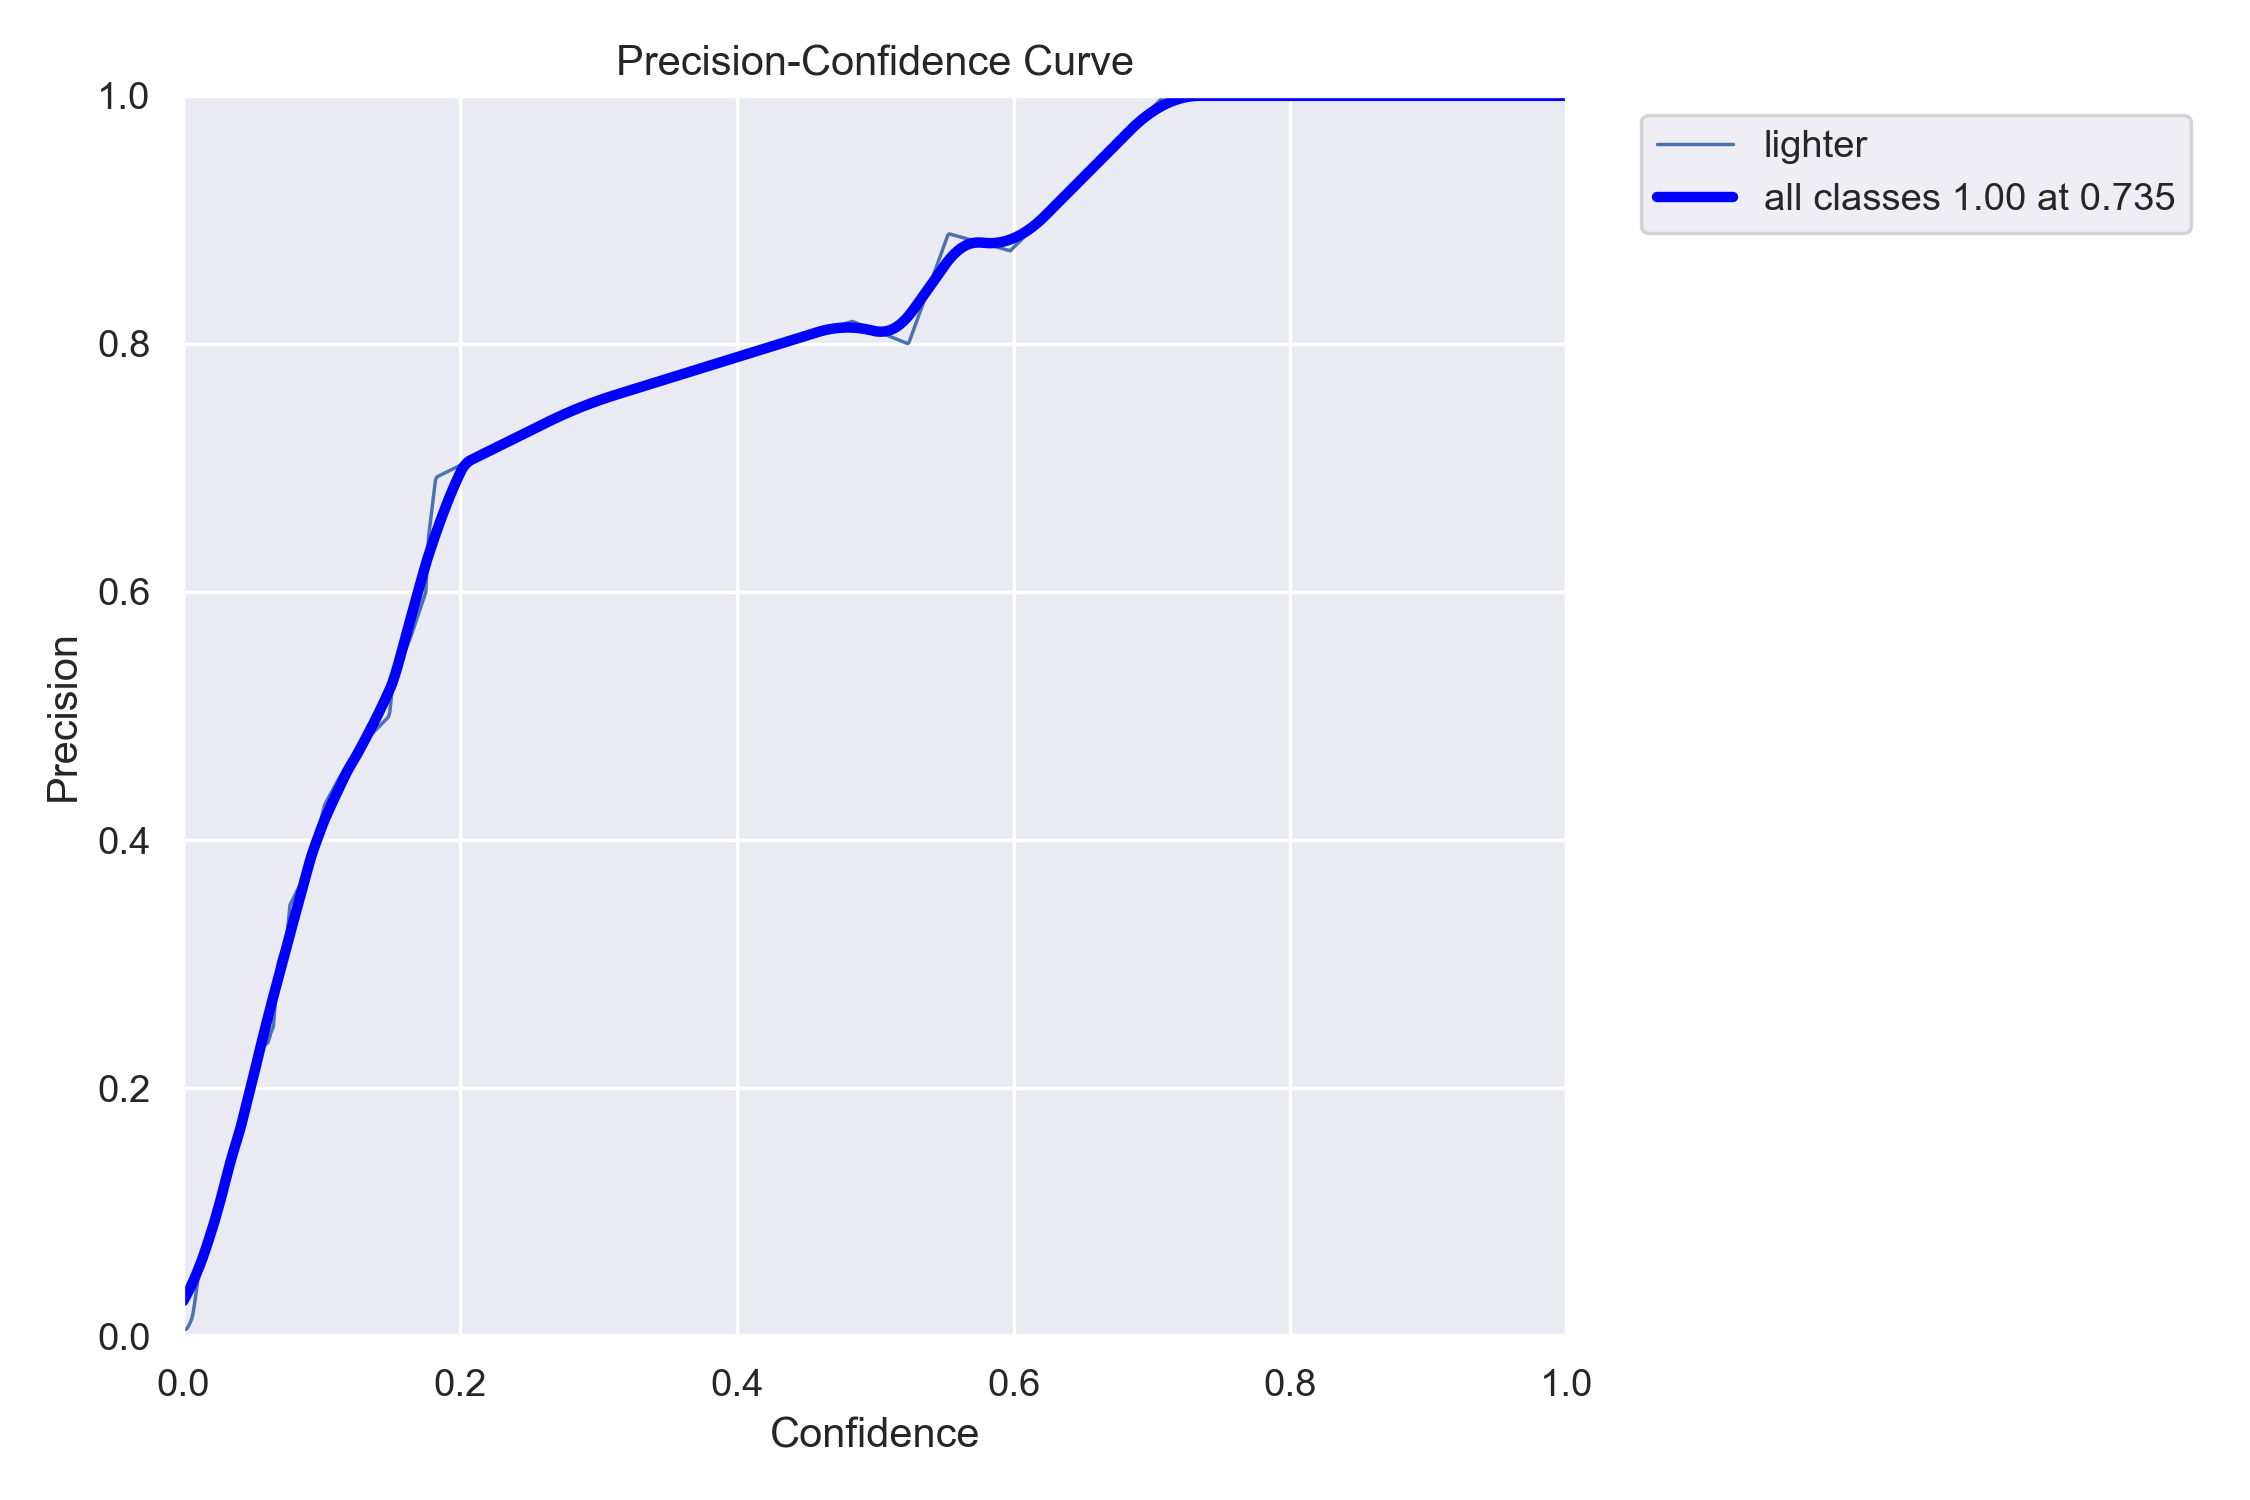 Precision-Confidence Curve
1.0
0.8
0.6
0.4
0.2
0.0
Precision
0.0 0.2 0.4 0.6 0.8 1.0
Confidence
lighter
all classes 1.00 at 0.735